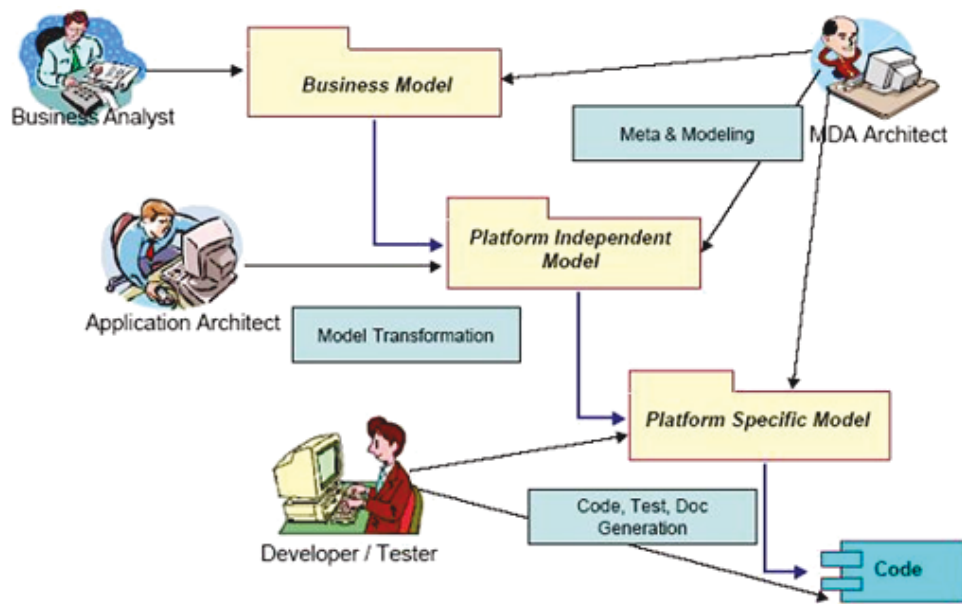 Business Model
Business Analyst
MDA Architect
Meta & Modeling
Platform Independent
Model
Application Architect
Model Transformation
Platform Specific Model
Code, Test, Doc
Generation
Developer / Tester
Code